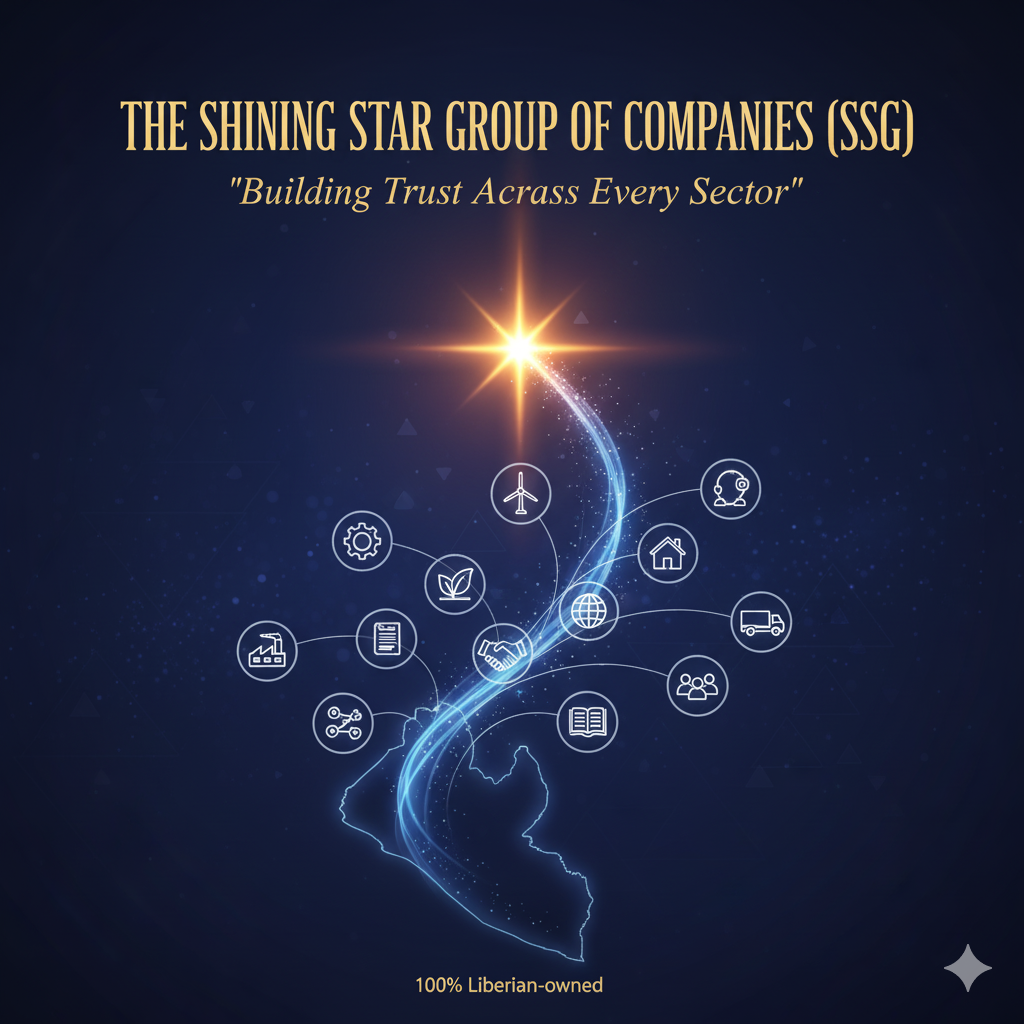 THE SHINING STAR GROUP OF COMPANIES (SSG)
"Building Trust Acrass Every Sector"
100% Liberian-owned